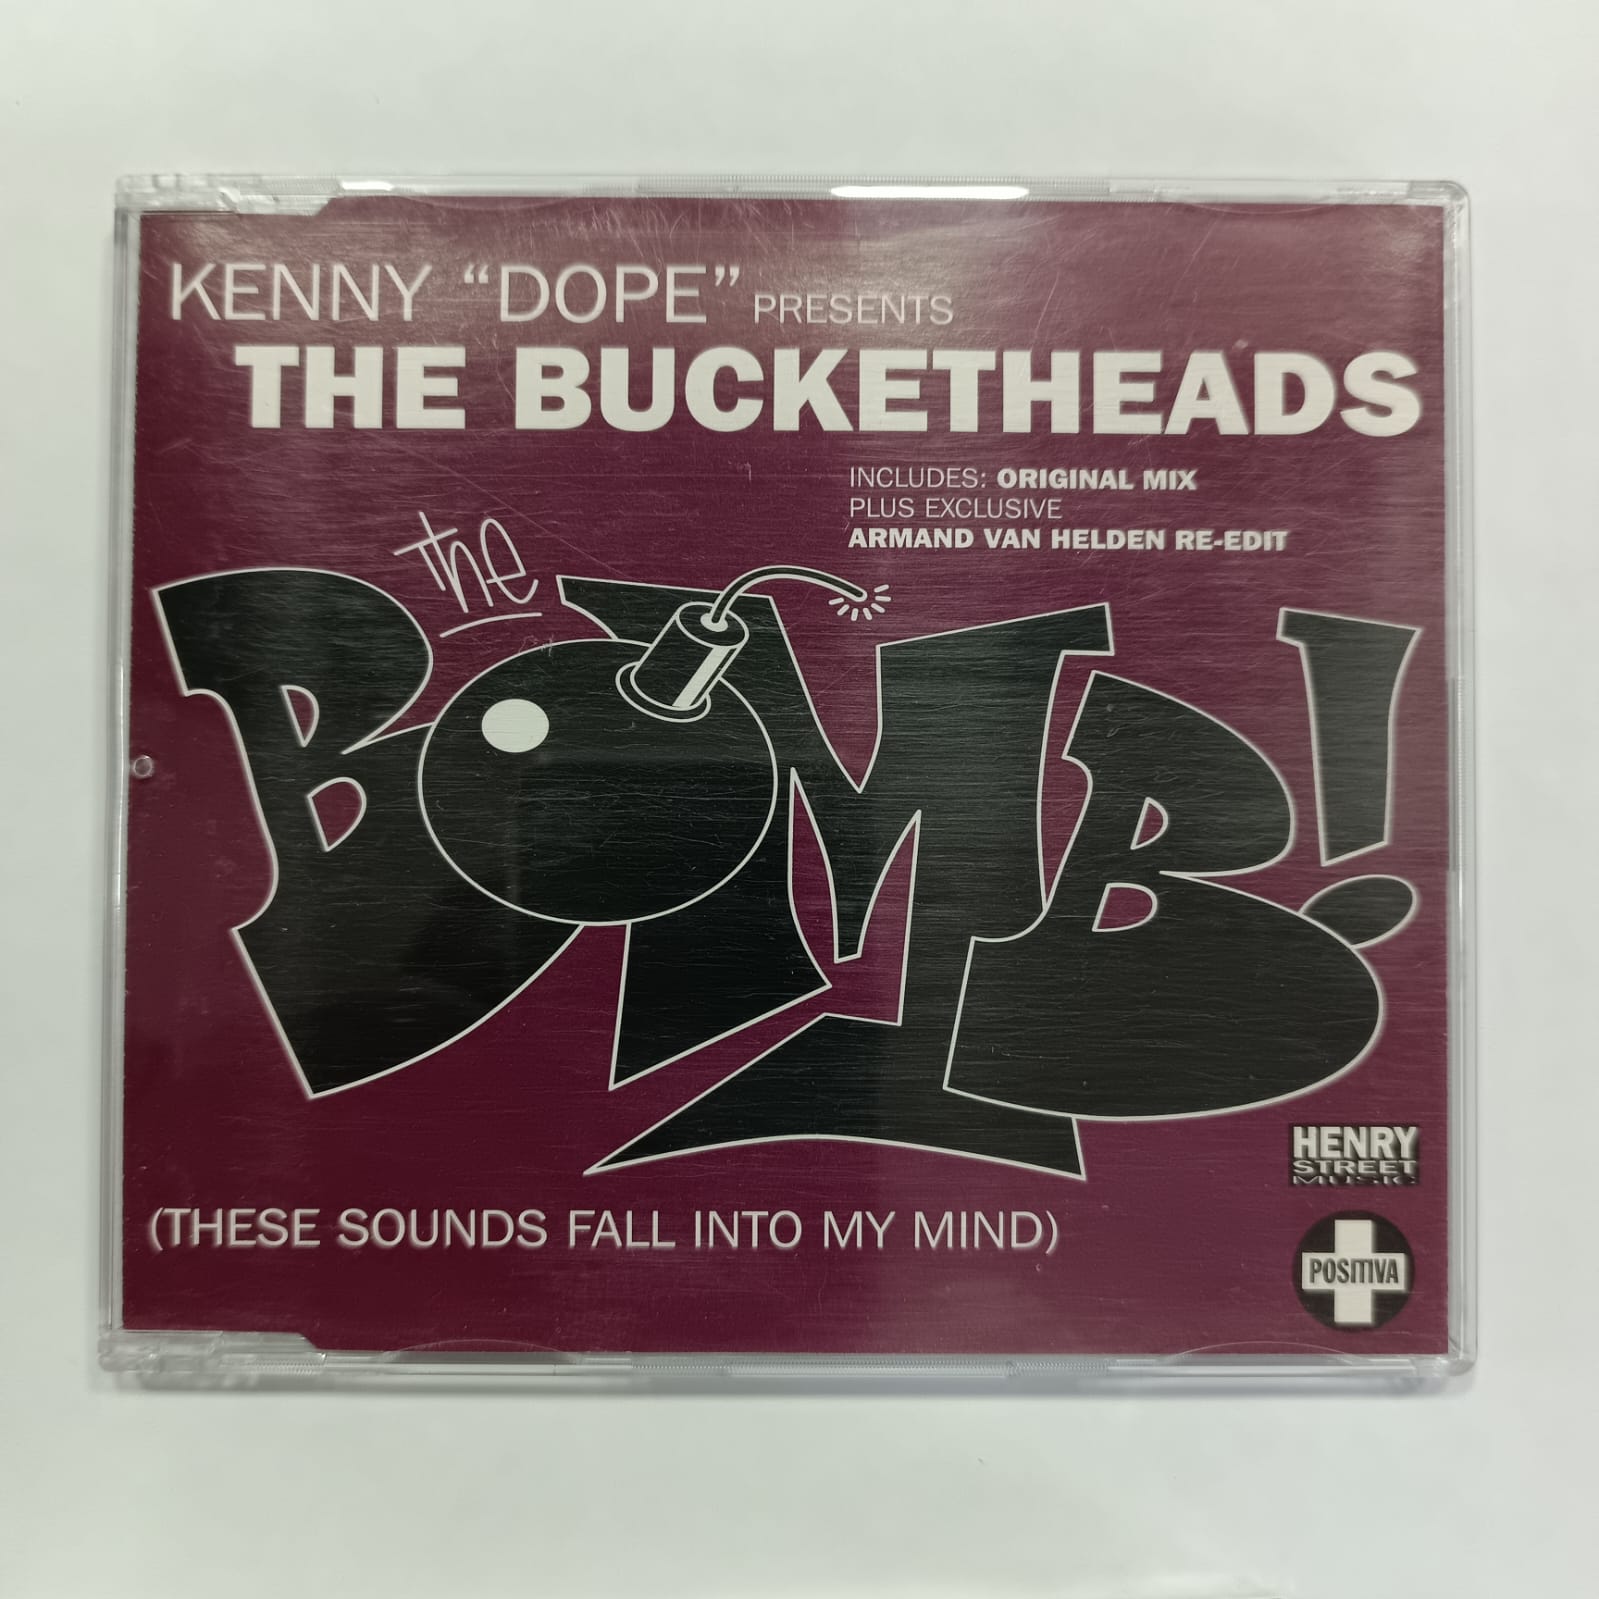 KENNY “DOPE” PRESENTS
THE BUCKETHEADS
INCLUDES: ORIGINAL MIX
PLUS EXCLUSIVE
ARMAND VAN HELDEN RE-EDIT
the
BOMB!
(THESE SOUNDS FALL INTO MY MIND)
HENRY
STREET
MUSIC
POSITIVA